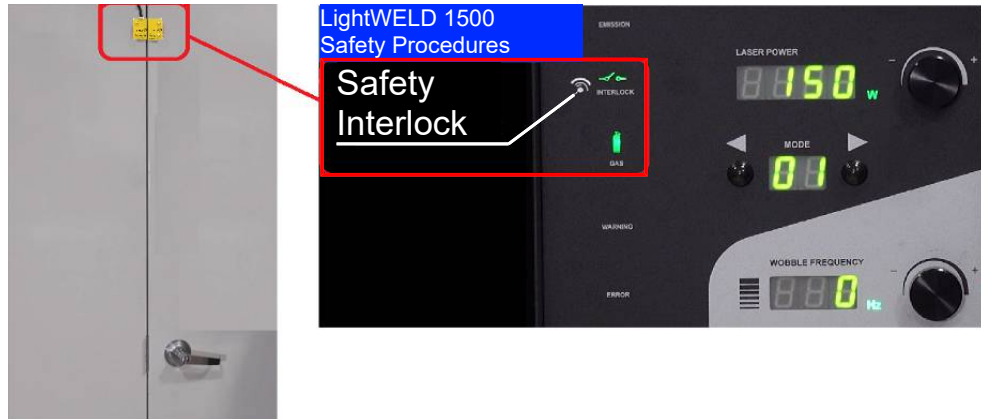 LightWELD 1500
Safety Procedures
Safety
Interlock
EMISSION
INTERLOCK
GAS
WARNING
ERROR
LASER POWER
150 W
MODE
01
WOBBLE FREQUENCY
0 Hz
- +
- +